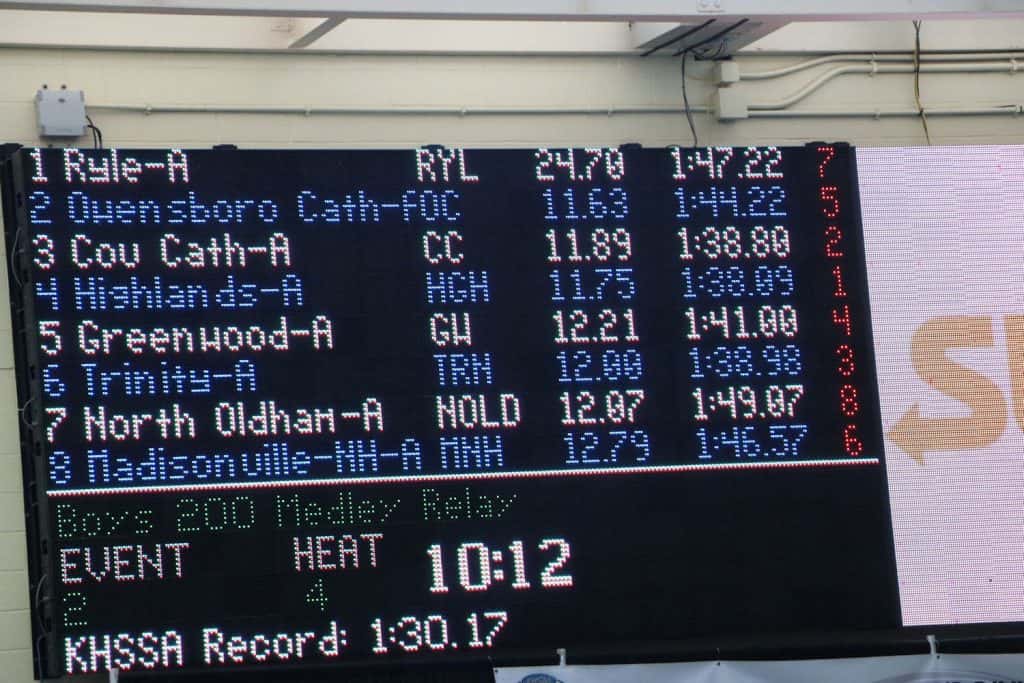 1 Ryle-A RYL 24.70 1:47.22 7
2 Owensboro Cath-AOC 11.63 1:44.22 5
3 Cov Cath-A CC 11.89 1:38.80 2
4 Highlands-A HGH 11.75 1:38.09 1
5 Greenwood-A GW 12.21 1:41.00 4
6 Trinity-A TRN 12.00 1:38.98 3
7 North Oldham-A NOLD 12.07 1:49.07 8
8 Madisonville-NH-A MNH 12.79 1:46.57 6
Boys 200 Medley Relay
EVENT HEAT 10:12
2 4
KHSSA Record: 1:30.17